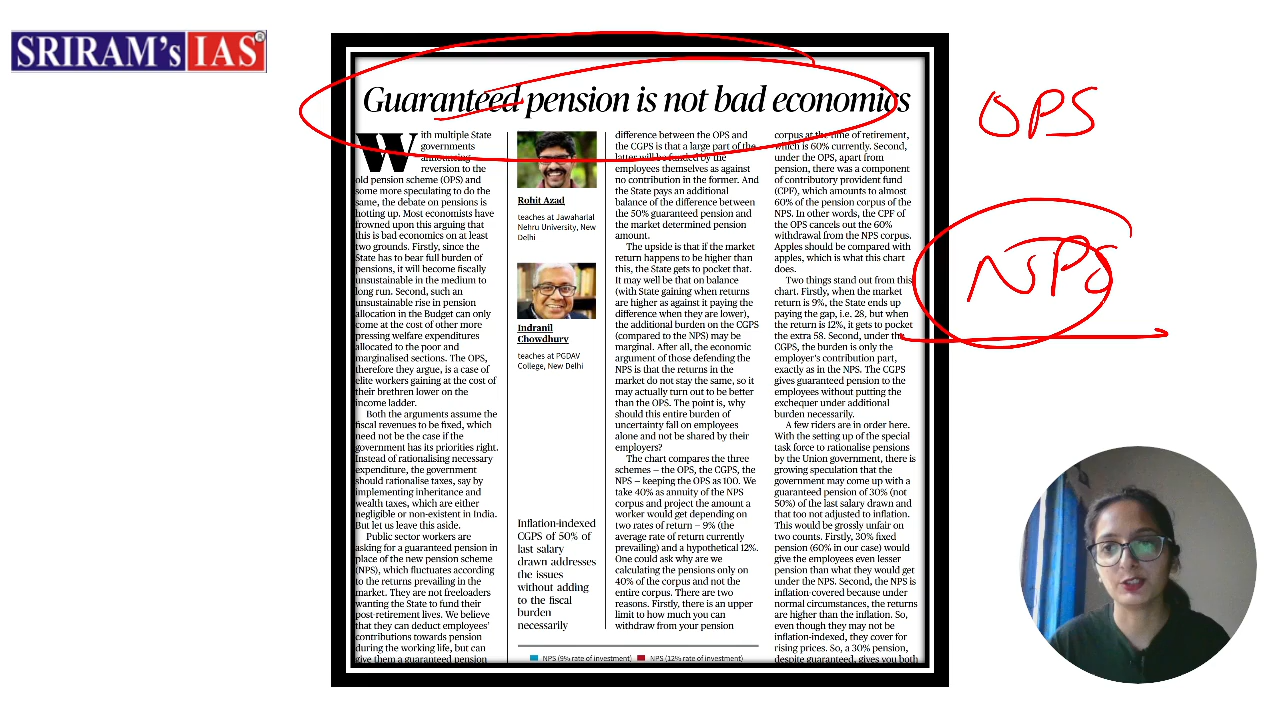 SRIRAM's IAS®
Guaranteed pension is not bad economics
With multiple State
governments
announcing
reversion to the
old pension scheme (OPS) and
some more speculating to do the
same, the debate on pensions is
hotting up. Most economists have
frowned upon this arguing that
this is bad economics on at least
two grounds. Firstly, since the
State has to bear full burden of
pensions, it will become fiscally
unsustainable in the medium to
long run. Second, such an
unsustainable rise in pension
allocation in the Budget can only
come at the cost of other more
pressing welfare expenditures
allocated to the poor and
marginalised sections. The OPS,
therefore they argue, is a case of
elite workers gaining at the cost of
their brethren lower on the
income ladder.
Both the arguments assume the
fiscal revenues to be fixed, which
need not be the case if the
government has its priorities right.
Instead of rationalising necessary
expenditure, the government
should rationalise taxes, say by
implementing inheritance and
wealth taxes, which are either
negligible or non-existent in India.
But let us leave this aside.
Public sector workers are
asking for a guaranteed pension in
place of the new pension scheme
(NPS), which fluctuates according
to the returns prevailing in the
market. They are not freeloaders
wanting the State to fund their
post-retirement lives. We believe
that they can deduct employees'
contributions towards pension
during the working life, but can
give them a guaranteed pension
Rohit Azad
teaches at Jawaharlal
Nehru University, New
Delhi
Indranil
Chowdhury
teaches at PGDAV
College, New Delhi
Inflation-indexed
CGPS of 50% of
last salary
drawn addresses
the issues
without adding
to the fiscal
burden
necessarily
difference between the OPS and
the CGPS is that a large part of the
latter will be funded by the
employees themselves as against
no contribution in the former. And
the State pays an additional
balance of the difference between
the 50% guaranteed pension and
the market determined pension
amount.
The upside is that if the market
return happens to be higher than
this, the State gets to pocket that.
It may well be that on balance
(with State gaining when returns
are higher as against it paying the
difference when they are lower),
the additional burden on the CGPS
(compared to the NPS) may be
marginal. After all, the economic
argument of those defending the
NPS is that the returns in the
market do not stay the same, so it
may actually turn out to be better
than the OPS. The point is, why
should this entire burden of
uncertainty fall on employees
alone and not be shared by their
employers?
The chart compares the three
schemes – the OPS, the CGPS, the
NPS – keeping the OPS as 100. We
take 40% as annuity of the NPS
corpus and project the amount a
worker would get depending on
two rates of return – 9% (the
average rate of return currently
prevailing) and a hypothetical 12%.
One could ask why are we
calculating the pensions only on
40% of the corpus and not the
entire corpus. There are two
reasons. Firstly, there is an upper
limit to how much you can
withdraw from your pension
NPS (9% rate of investment) NPS (12% rate of investment)
corpus at the time of retirement,
which is 60% currently. Second,
under the OPS, apart from
pension, there was a component
of contributory provident fund
(CPF), which amounts to almost
60% of the pension corpus of the
NPS. In other words, the CPF of
the OPS cancels out the 60%
withdrawal from the NPS corpus.
Apples should be compared with
apples, which is what this chart
does.
Two things stand out from this
chart. Firstly, when the market
return is 9%, the State ends up
paying the gap, i.e. 28, but when
the return is 12%, it gets to pocket
the extra 58. Second, under the
CGPS, the burden is only the
employer's contribution part,
exactly as in the NPS. The CGPS
gives guaranteed pension to the
employees without putting the
exchequer under additional
burden necessarily.
A few riders are in order here.
With the setting up of the special
task force to rationalise pensions
by the Union government, there is
growing speculation that the
government may come up with a
guaranteed pension of 30% (not
50%) of the last salary drawn and
that too not adjusted to inflation.
This would be grossly unfair on
two counts. Firstly, 30% fixed
pension (60% in our case) would
give the employees even lesser
pension than what they would get
under the NPS. Second, the NPS is
inflation-covered because under
normal circumstances, the returns
are higher than the inflation. So,
even though they may not be
inflation-indexed, they cover for
rising prices. So, a 30% pension,
despite guaranteed, gives you both
OPS
NPS